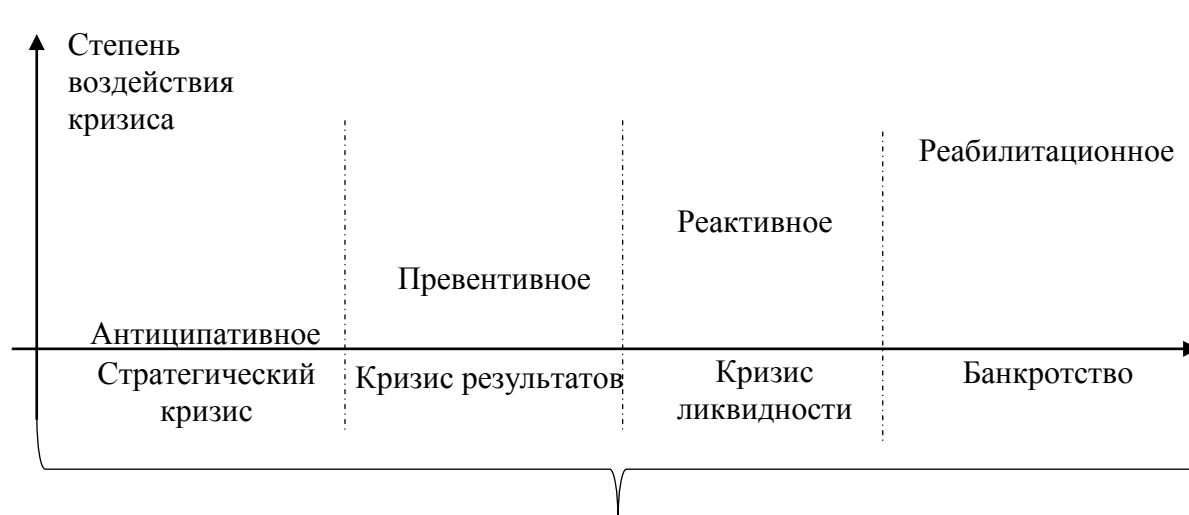 Степень
воздействия
кризиса
Реабилитационное
Реактивное
Превентивное
Антиципативное
Стратегический
кризис
Кризис результатов
Кризис
ликвидности
Банкротство